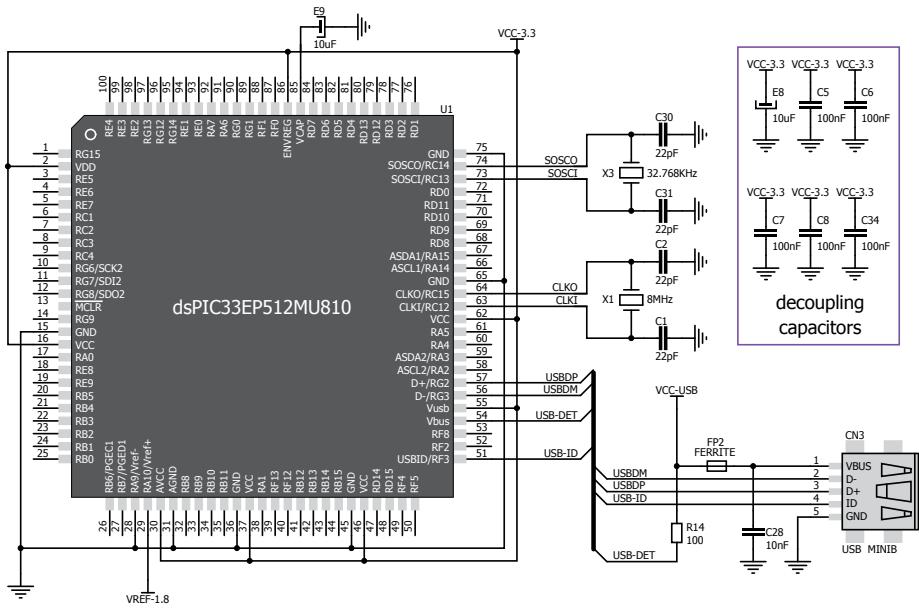 E9
10uF
VCC-3.3
100 99 98 97 96 95 94 93 92 91 90 89 88 87 86 85 84 83 82 81 80 79 78 77 76
RE4 RE3 RE2 RG13 RG12 RG14 RE1 RE0 RA7 RA6 RG0 RG1 RF1 RF0 ENVREG VCAP RD7 RD6 RD5 RD4 RD13 RD12 RD3 RD2 RD1
U1
1 RG15
2 VDD
3 RE5
4 RE6
5 RE7
6 RC1
7 RC2
8 RC3
9 RC4
10 RG6/SCK2
11 RG7/SDI2
12 RG8/SDO2
13 MCLR
14 RG9
15 GND
16 VCC
17 RA0
18 RE8
19 RE9
20 RB5
21 RB4
22 RB3
23 RB2
24 RB1
25 RB0
dsPIC33EP512MU810
GND 75
SOSCO/RC14 74
SOSCI/RC13 73
RD0 72
RD11 71
RD10 70
RD9 69
RD8 68
ASDA1/RA15 67
ASCL1/RA14 66
GND 65
CLKO/RC15 64
CLKI/RC12 63
VCC 62
RA5 61
RA4 60
ASDA2/RA3 59
ASCL2/RA2 58
D+/RG2 57
D-/RG3 56
Vusb 55
Vbus 54
RF8 53
RF2 52
USBID/RF3 51
RB6/PGEC1 RB7/PGED1 RA9/Vref- RA10/Vref+ AVCC AGND RB8 RB9 RB10 RB11 GND VCC RA1 RF13 RF12 RB12 RB13 RB14 RB15 GND VCC RD14 RD15 RF4 RF5
26 27 28 29 30 31 32 33 34 35 36 37 38 39 40 41 42 43 44 45 46 47 48 49 50
VREF-1.8
SOSCO
SOSCI
C30
22pF
X3
32.768KHz
C31
22pF
CLKO
CLKI
C2
22pF
X1
8MHz
C1
22pF
USBDP
USBDM
USB-DET
USB-ID
USBDM
USBDP
USB-ID
USB-DET
VCC-USB
FP2
FERRITE
R14
100
C28
10nF
CN3
1 VBUS
2 D-
3 D+
4 ID
5 GND
USB MINIB
VCC-3.3 VCC-3.3 VCC-3.3
E8 C5 C6
10uF 100nF 100nF
VCC-3.3 VCC-3.3 VCC-3.3
C7 C8 C34
100nF 100nF 100nF
decoupling
capacitors